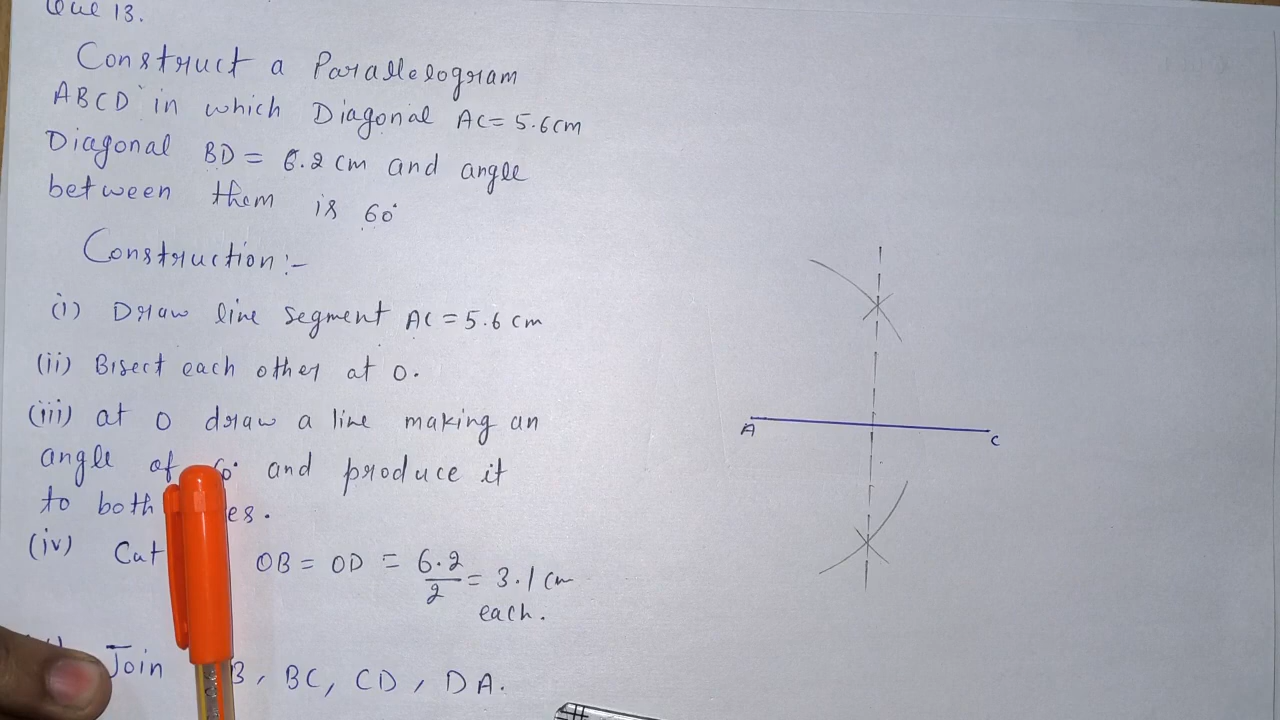 Que 13.
Construct a Parallelogram
ABCD in which Diagonal AC = 5.6cm
Diagonal BD = 6.2 cm and angle
between them is 60°
Construction:-
(i) Draw line segment AC = 5.6 cm
(ii) Bisect each other at O.
(iii) at O draw a line making an
angle of and produce it
to both
(iv) Cut OB = OD = 6.2/2 = 3.1 cm
each.
Join , BC, CD, DA.
A
C